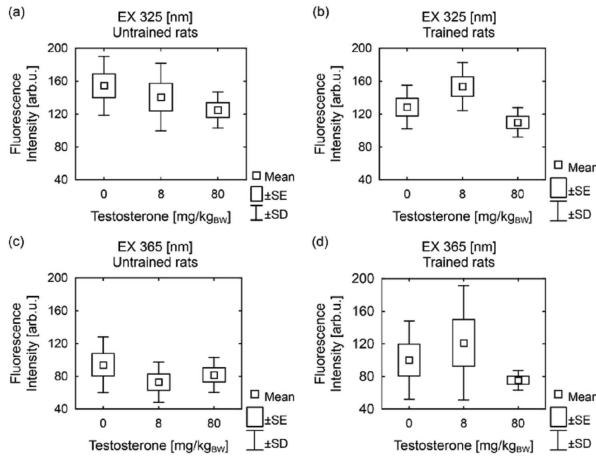 (a)
EX 325 [nm]
Untrained rats
Fluorescence
Intensity [arb.u.]
200
160
120
80
40
0 8 80
Testosterone [mg/kgBW]
Mean
±SE
±SD
(b)
EX 325 [nm]
Trained rats
Fluorescence
Intensity [arb.u.]
200
160
120
80
40
0 8 80
Testosterone [mg/kgBW]
Mean
±SE
±SD
(c)
EX 365 [nm]
Untrained rats
Fluorescence
Intensity [arb.u.]
200
160
120
80
40
0 8 80
Testosterone [mg/kgBW]
Mean
±SE
±SD
(d)
EX 365 [nm]
Trained rats
Fluorescence
Intensity [arb.u.]
200
160
120
80
40
0 8 80
Testosterone [mg/kgBW]
Mean
±SE
±SD